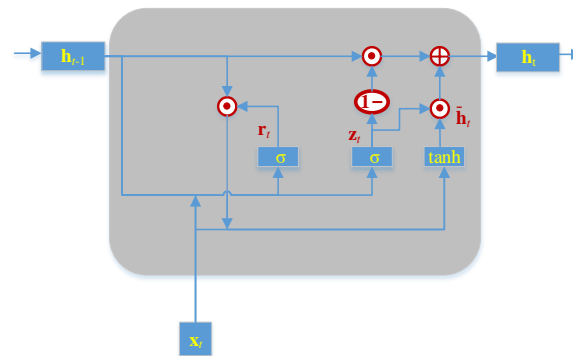 h_{t-1}
h_t
1−
r_t
z_t
h̄_t
σ
σ
tanh
x_t